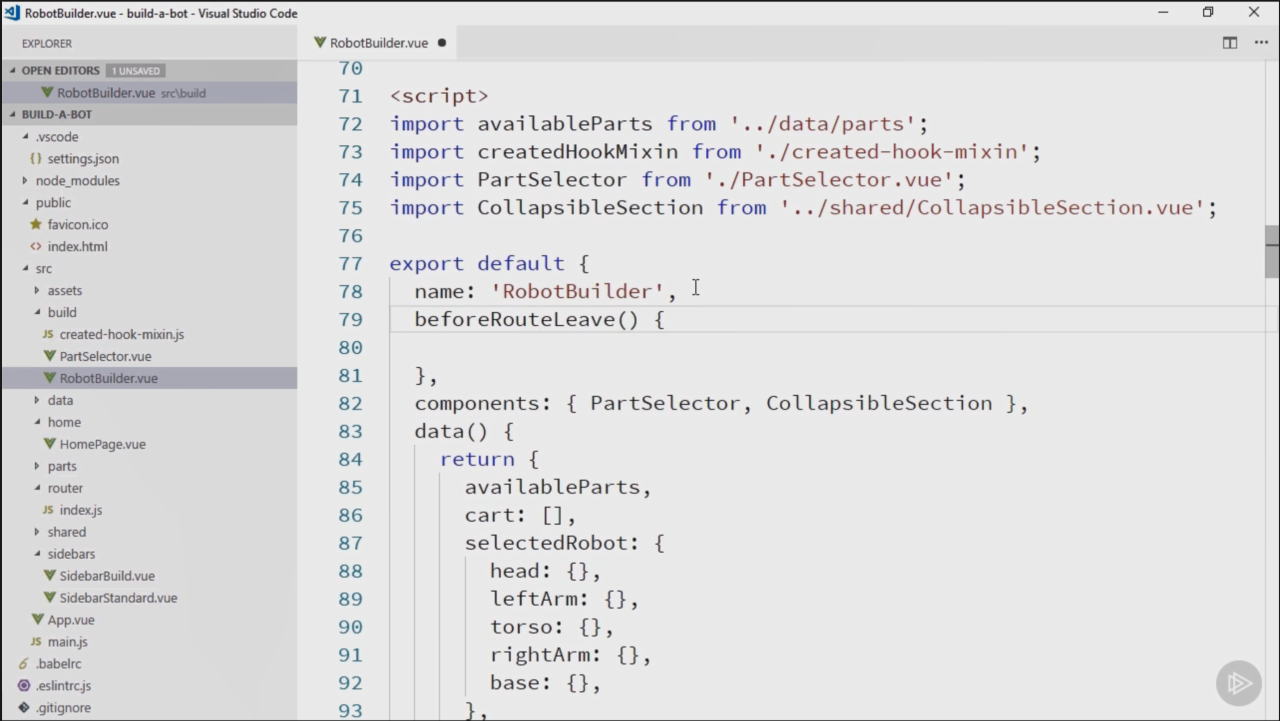 RobotBuilder.vue - build-a-bot - Visual Studio Code
EXPLORER
OPEN EDITORS 1 UNSAVED
RobotBuilder.vue src\build
BUILD-A-BOT
.vscode
{} settings.json
node_modules
public
favicon.ico
<> index.html
src
assets
build
JS created-hook-mixin.js
PartSelector.vue
RobotBuilder.vue
data
home
HomePage.vue
parts
router
JS index.js
shared
sidebars
SidebarBuild.vue
SidebarStandard.vue
App.vue
JS main.js
.babelrc
.eslintrc.js
.gitignore
RobotBuilder.vue
70
71 <script>
72 import availableParts from '../data/parts';
73 import createdHookMixin from './created-hook-mixin';
74 import PartSelector from './PartSelector.vue';
75 import CollapsibleSection from '../shared/CollapsibleSection.vue';
76
77 export default {
78 name: 'RobotBuilder',
79 beforeRouteLeave() {
80
81 },
82 components: { PartSelector, CollapsibleSection },
83 data() {
84 return {
85 availableParts,
86 cart: [],
87 selectedRobot: {
88 head: {},
89 leftArm: {},
90 torso: {},
91 rightArm: {},
92 base: {},
93 },